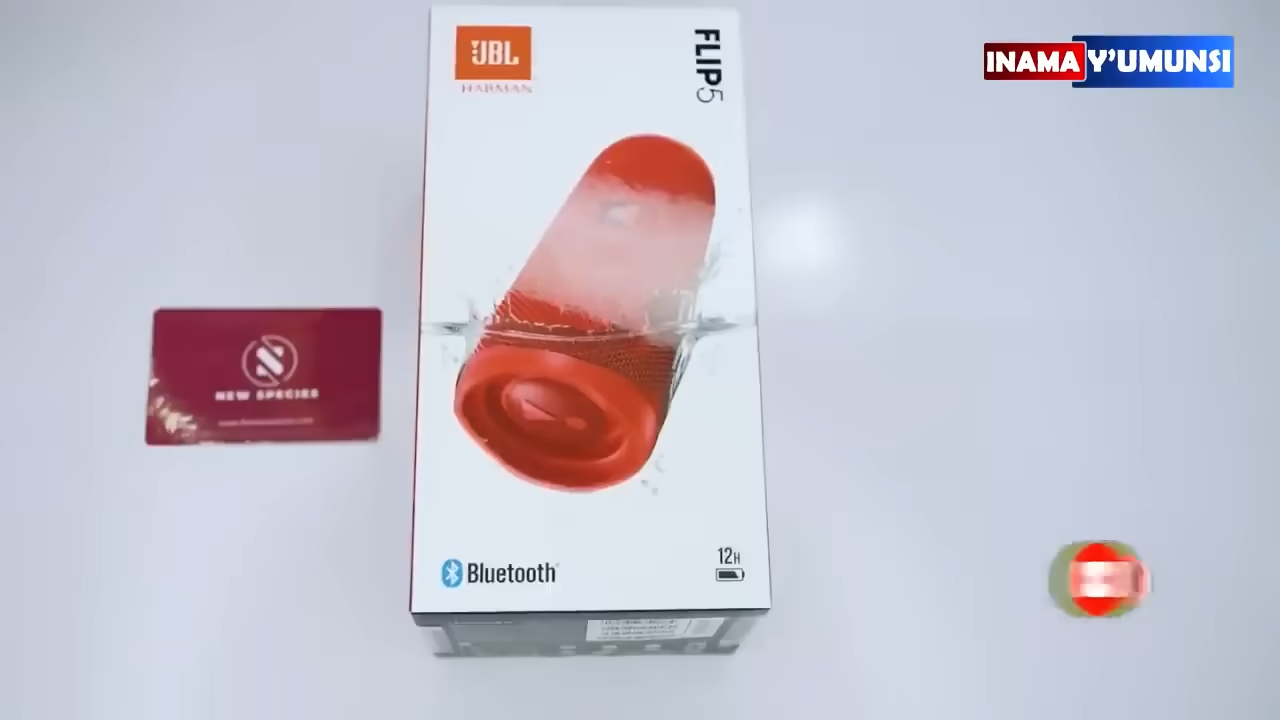 JBL
HARMAN
FLIP5
INAMA Y'UMUNSI
NEW SPECIES
Bluetooth
12H